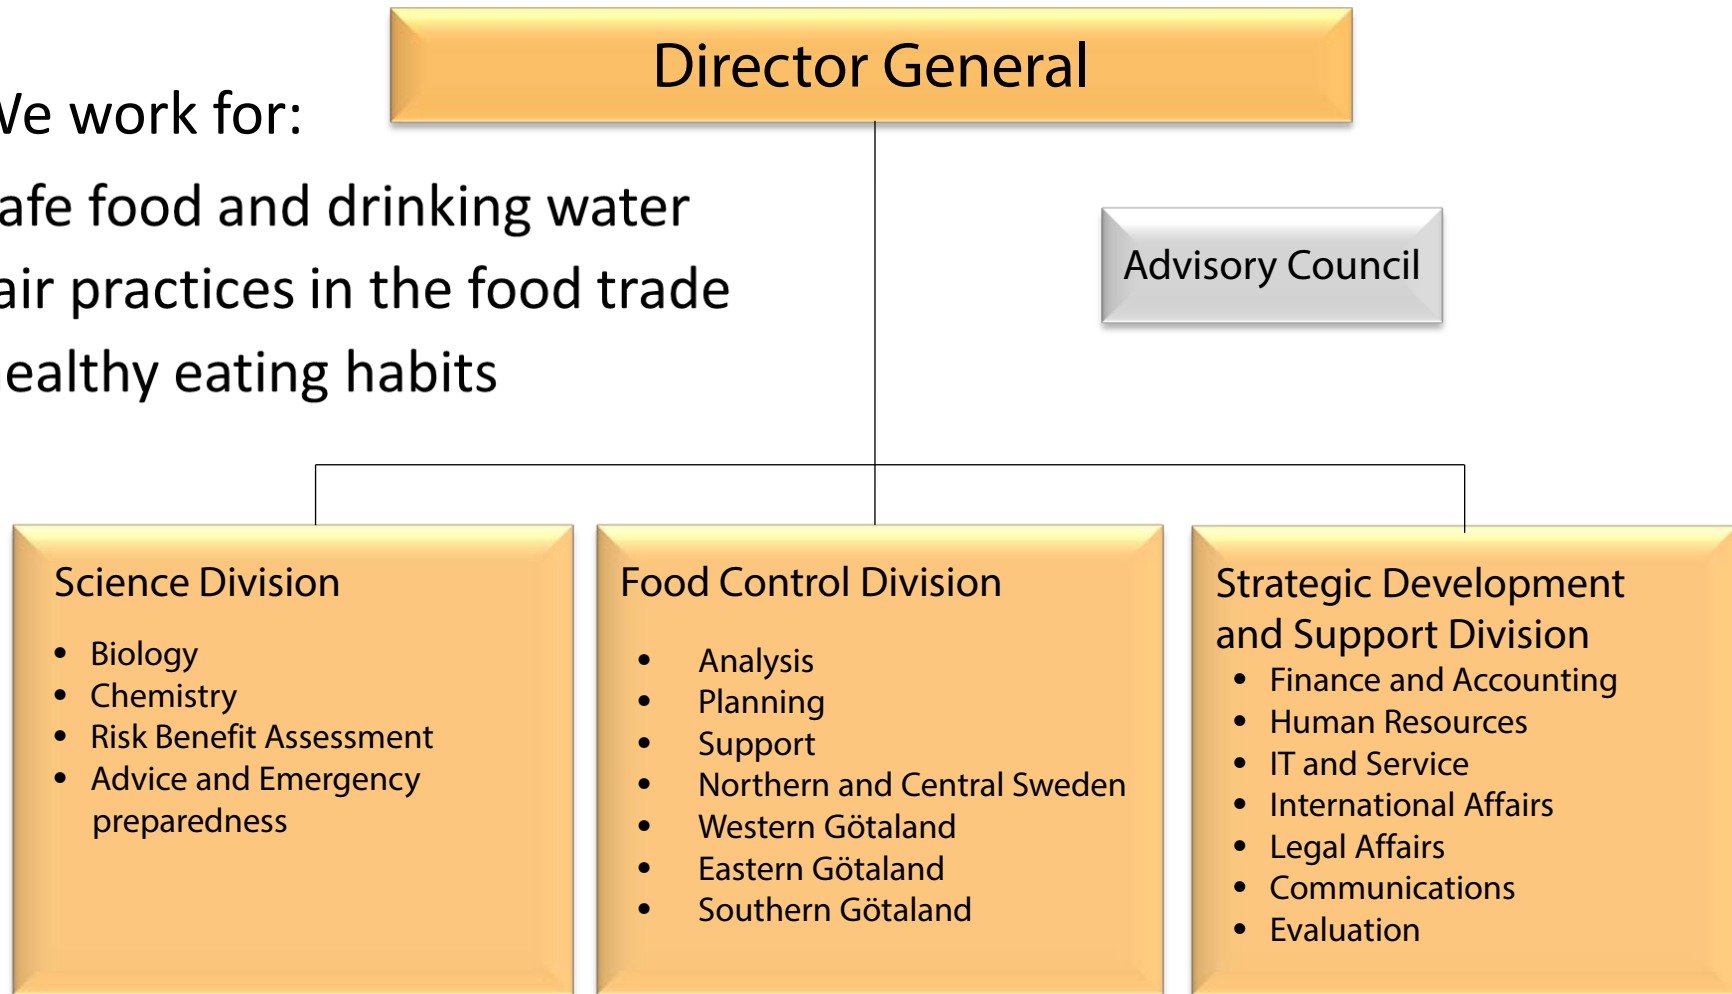 Director General
We work for:
afe food and drinking water
air practices in the food trade
ealthy eating habits
Advisory Council
Science Division
• Biology
• Chemistry
• Risk Benefit Assessment
• Advice and Emergency
preparedness
Food Control Division
• Analysis
• Planning
• Support
• Northern and Central Sweden
• Western Götaland
• Eastern Götaland
• Southern Götaland
Strategic Development
and Support Division
• Finance and Accounting
• Human Resources
• IT and Service
• International Affairs
• Legal Affairs
• Communications
• Evaluation